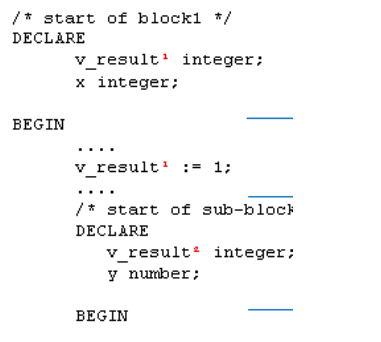 /* start of block1 */
DECLARE
v_result¹ integer;
x integer;
BEGIN
....
v_result¹ := 1;
....
/* start of sub-block
DECLARE
v_result² integer;
y number;
BEGIN